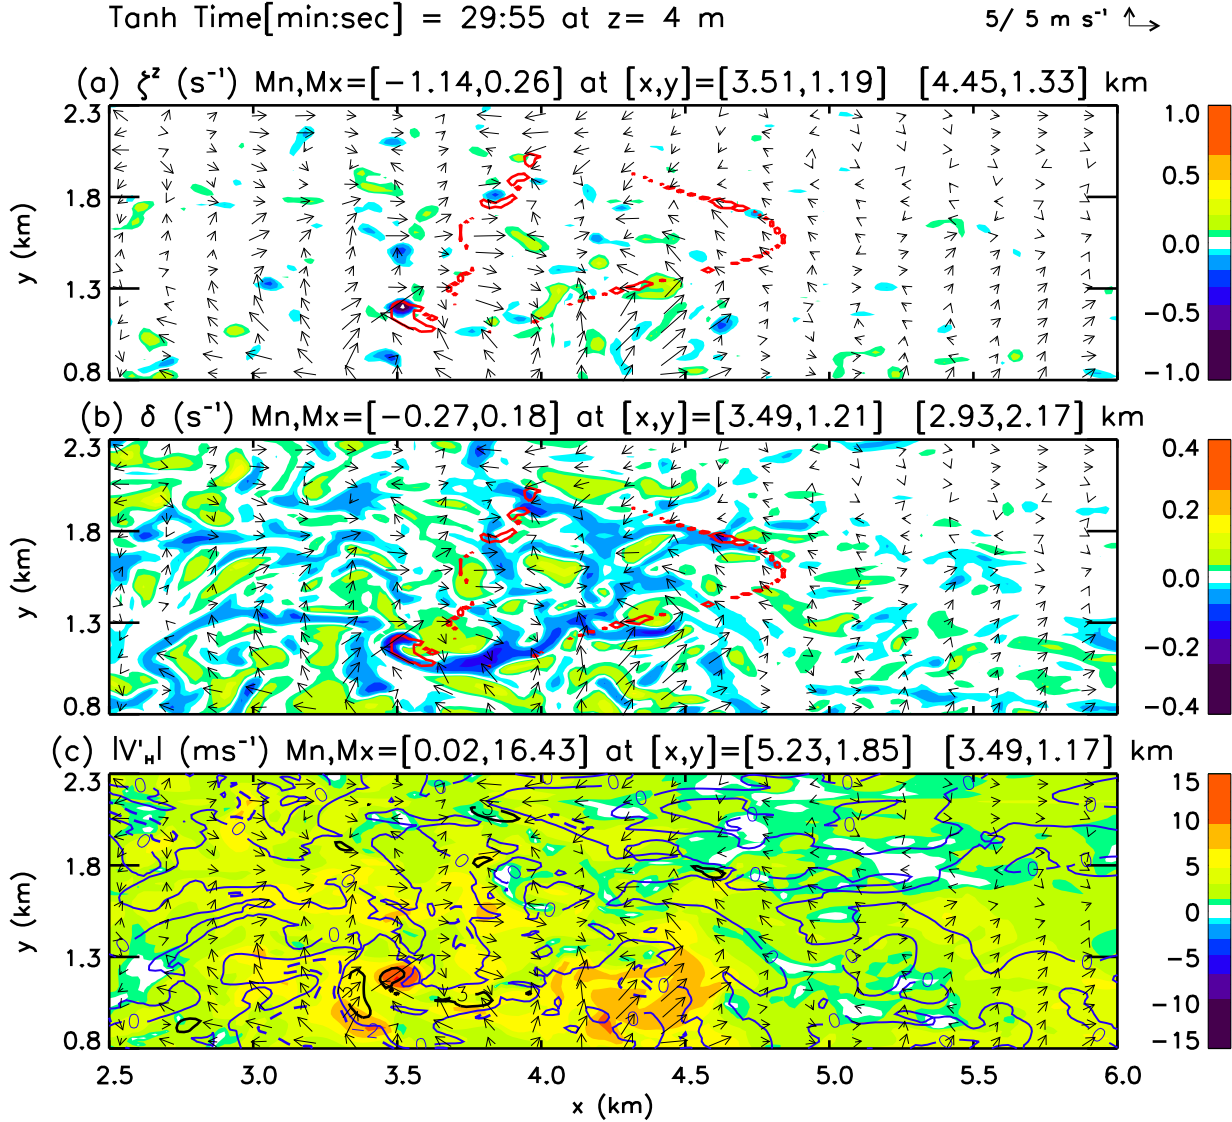 Tanh Time[min:sec] = 29:55 at z= 4 m
5/ 5 m s⁻¹
(a) ζᶻ (s⁻¹) Mn,Mx=[−1.14,0.26] at [x,y]=[3.51,1.19] [4.45,1.33] km
2.3
1.8
1.3
0.8
y (km)
1.0
0.5
0.0
−0.5
−1.0
(b) δ (s⁻¹) Mn,Mx=[−0.27,0.18] at [x,y]=[3.49,1.21] [2.93,2.17] km
2.3
1.8
1.3
0.8
y (km)
0.4
0.2
0.0
−0.2
−0.4
(c) |V'ₕ| (ms⁻¹) Mn,Mx=[0.02,16.43] at [x,y]=[5.23,1.85] [3.49,1.17] km
2.3
1.8
1.3
0.8
y (km)
15
10
5
0
−5
−10
−15
2.5 3.0 3.5 4.0 4.5 5.0 5.5 6.0
x (km)